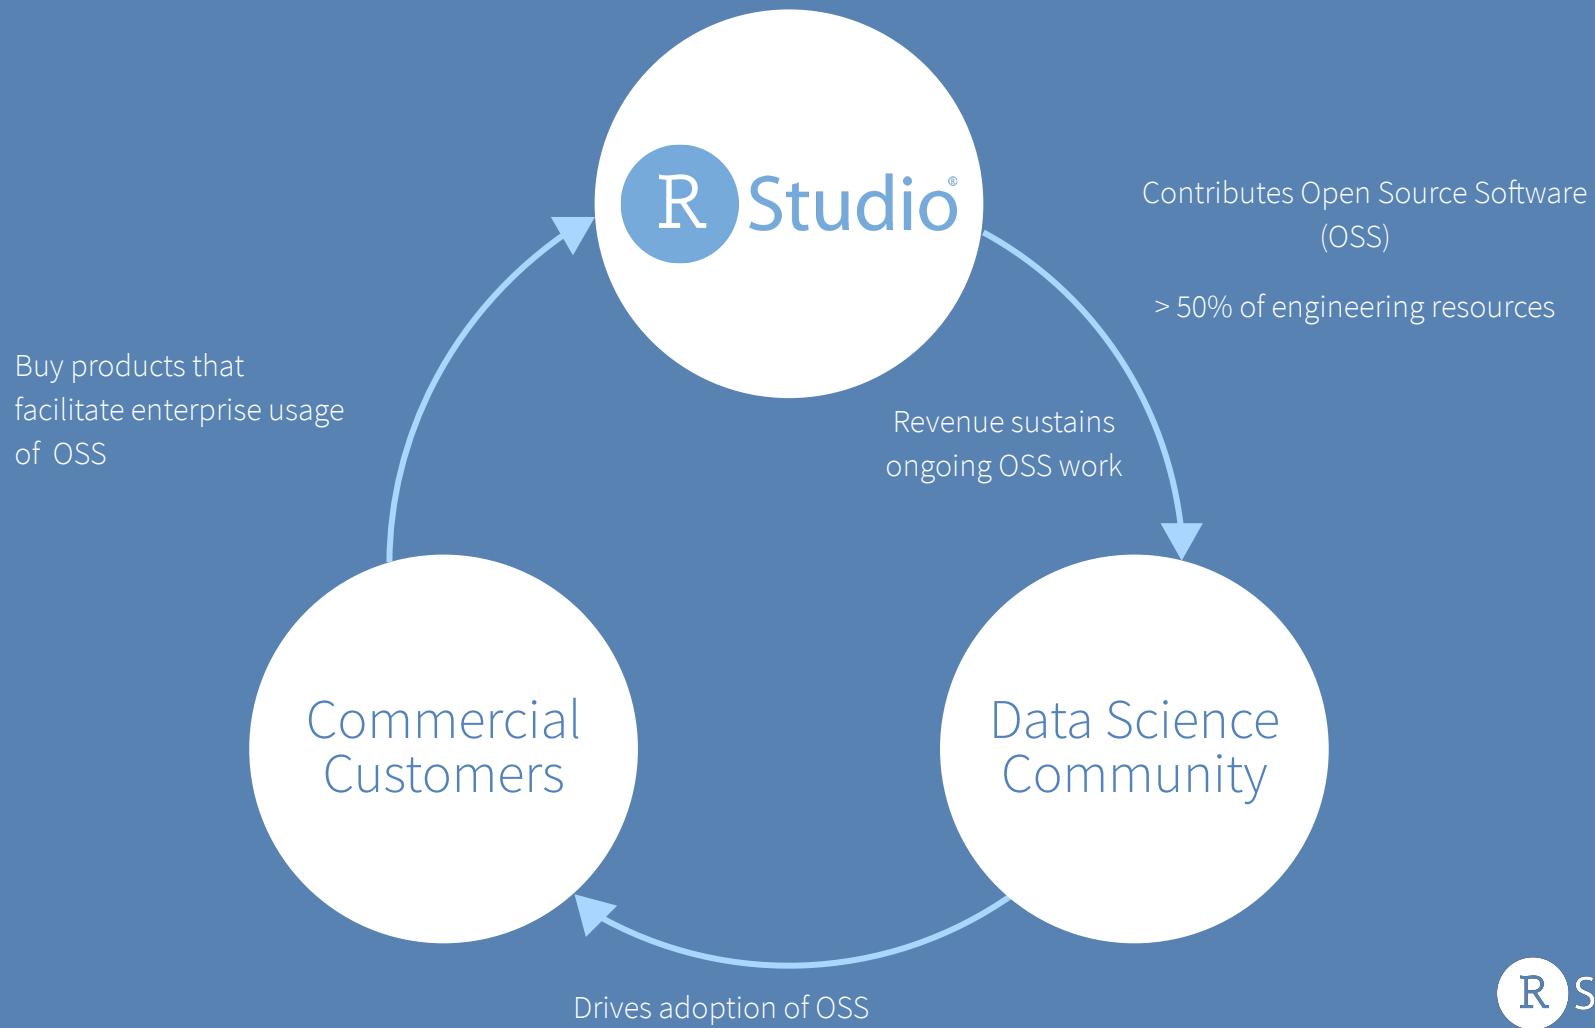 R Studio®
Contributes Open Source Software
(OSS)
> 50% of engineering resources
Buy products that
facilitate enterprise usage
of OSS
Revenue sustains
ongoing OSS work
Commercial
Customers
Data Science
Community
Drives adoption of OSS
R S